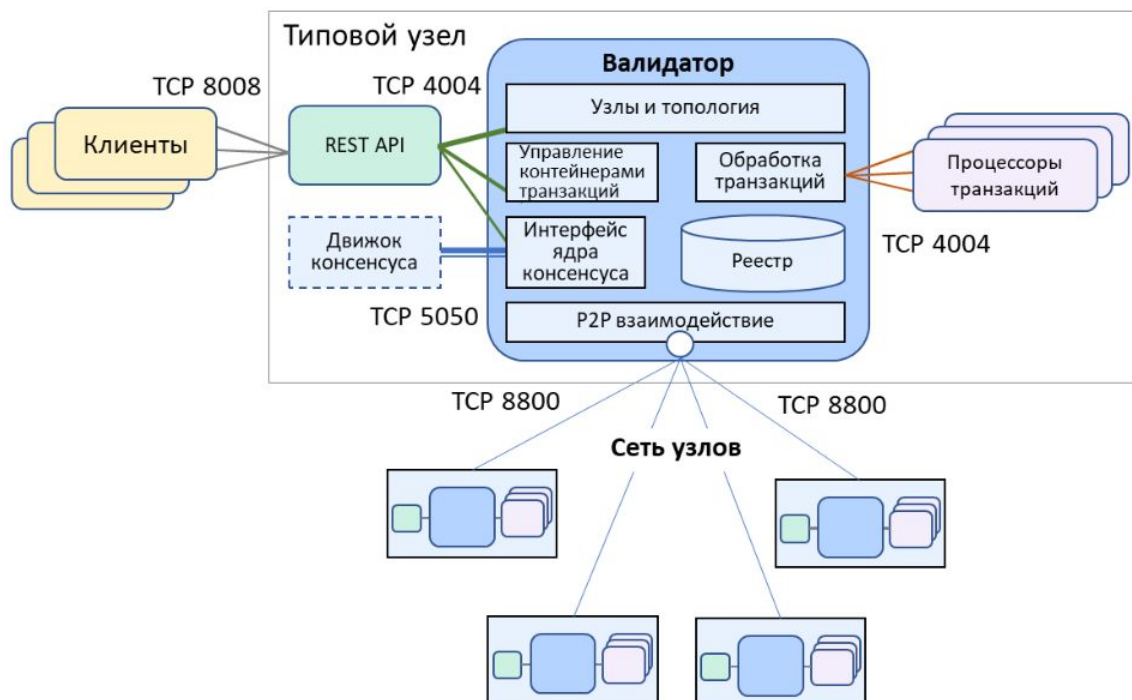 Типовой узел
Валидатор
TCP 8008
TCP 4004
Узлы и топология
Клиенты
REST API
Управление
контейнерами
транзакций
Обработка
транзакций
Процессоры
транзакций
Движок
консенсуса
Интерфейс
ядра
консенсуса
Реестр
TCP 4004
TCP 5050
P2P взаимодействие
TCP 8800
TCP 8800
Сеть узлов